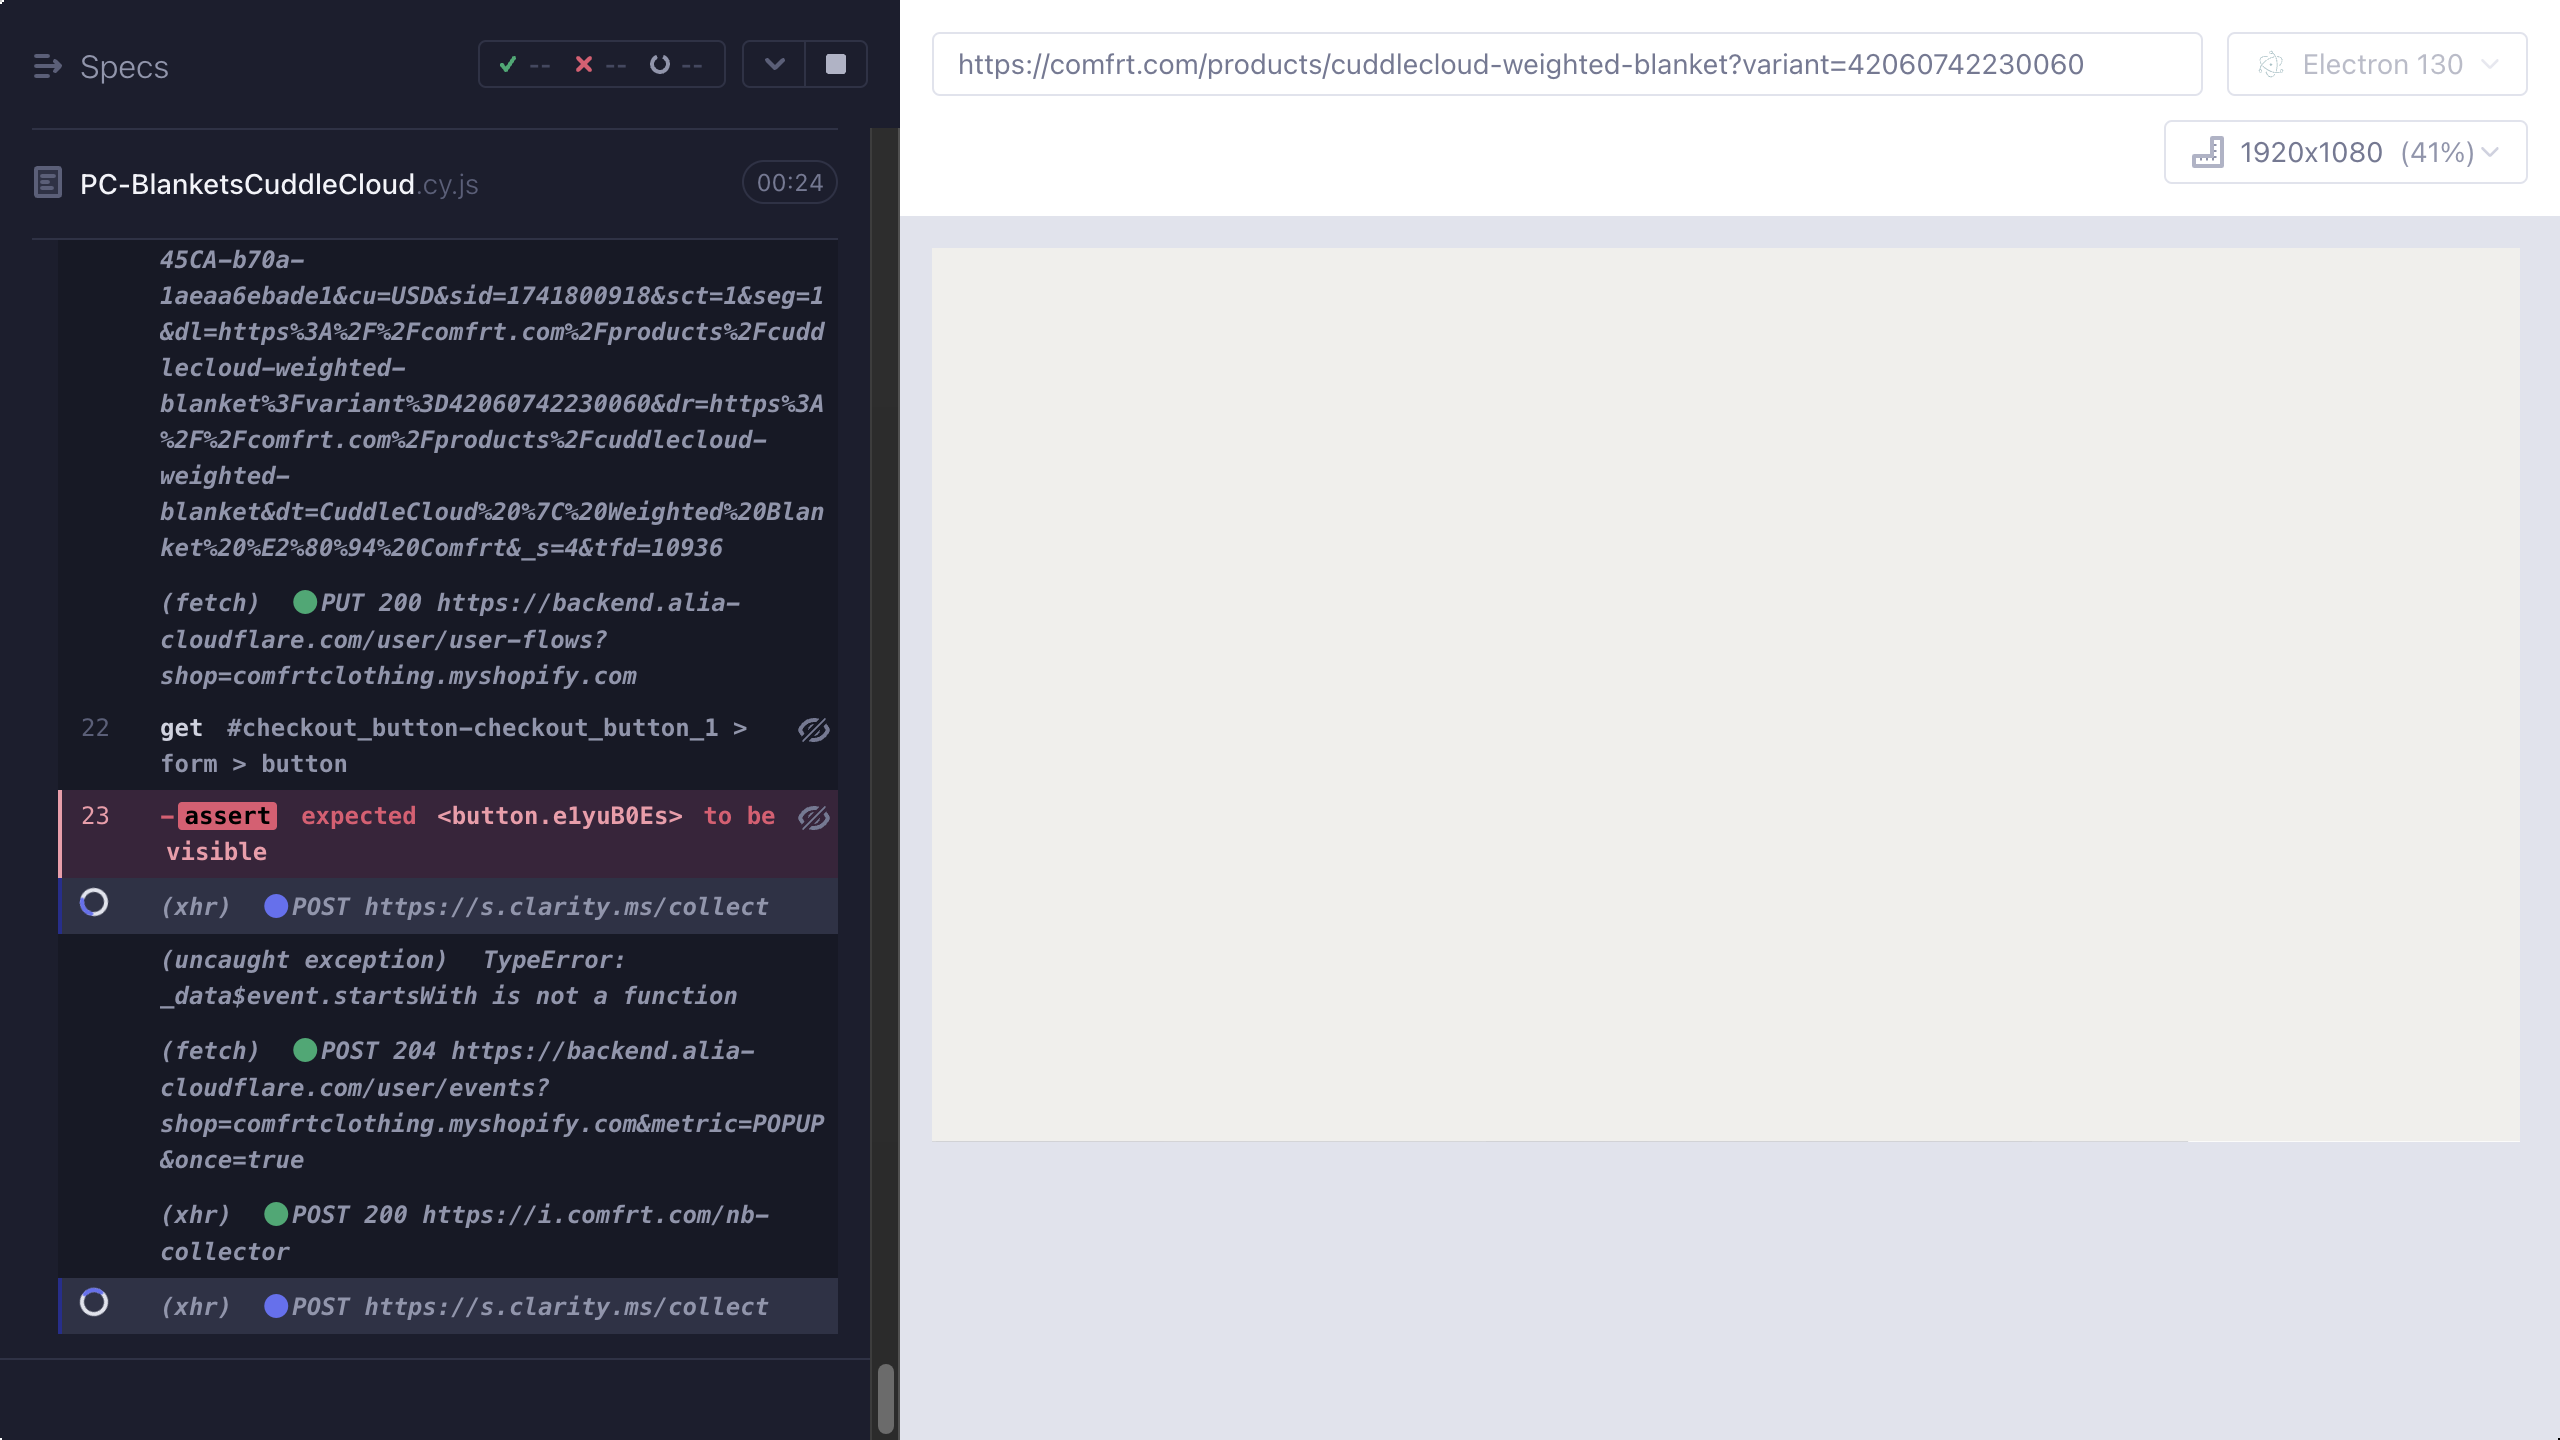 Specs
-- -- --
PC-BlanketsCuddleCloud.cy.js
00:24
45CA-b70a-
1aeaa6ebade1&cu=USD&sid=1741800918&sct=1&seg=1
&dl=https%3A%2F%2Fcomfrt.com%2Fproducts%2Fcudd
lecloud-weighted-
blanket%3Fvariant%3D42060742230060&dr=https%3A
%2F%2Fcomfrt.com%2Fproducts%2Fcuddlecloud-
weighted-
blanket&dt=CuddleCloud%20%7C%20Weighted%20Blan
ket%20%E2%80%94%20Comfrt&_s=4&tfd=10936
(fetch) PUT 200 https://backend.alia-
cloudflare.com/user/user-flows?
shop=comfrtclothing.myshopify.com
22 get #checkout_button-checkout_button_1 >
form > button
23 -assert expected <button.e1yuB0Es> to be
visible
(xhr) POST https://s.clarity.ms/collect
(uncaught exception) TypeError:
_data$event.startsWith is not a function
(fetch) POST 204 https://backend.alia-
cloudflare.com/user/events?
shop=comfrtclothing.myshopify.com&metric=POPUP
&once=true
(xhr) POST 200 https://i.comfrt.com/nb-
collector
(xhr) POST https://s.clarity.ms/collect
https://comfrt.com/products/cuddlecloud-weighted-blanket?variant=42060742230060
Electron 130
1920x1080 (41%)